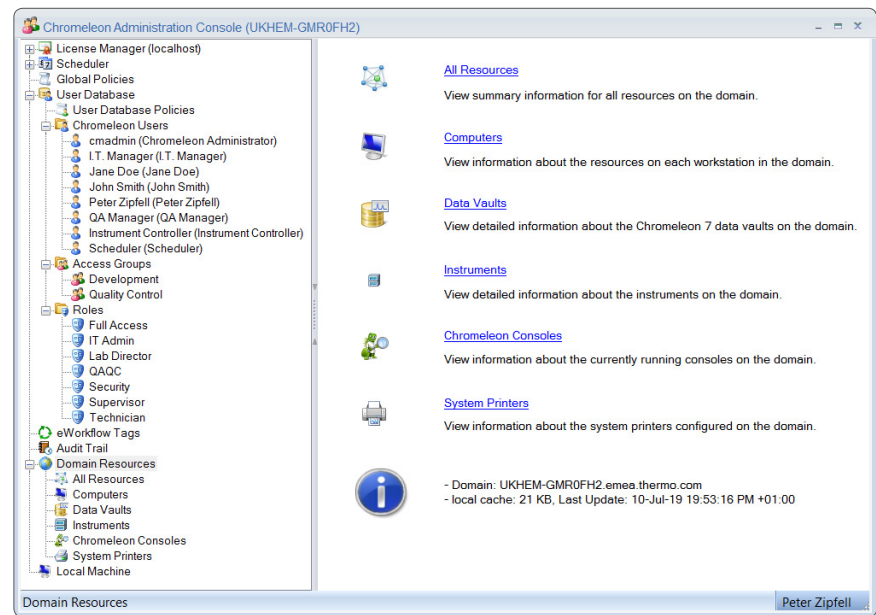 Chromeleon Administration Console (UKHEM-GMR0FH2)
License Manager (localhost)
Scheduler
Global Policies
User Database
User Database Policies
Chromeleon Users
cmadmin (Chromeleon Administrator)
I.T. Manager (I.T. Manager)
Jane Doe (Jane Doe)
John Smith (John Smith)
Peter Zipfell (Peter Zipfell)
QA Manager (QA Manager)
Instrument Controller (Instrument Controller)
Scheduler (Scheduler)
Access Groups
Development
Quality Control
Roles
Full Access
IT Admin
Lab Director
QAQC
Security
Supervisor
Technician
eWorkflow Tags
Audit Trail
Domain Resources
All Resources
Computers
Data Vaults
Instruments
Chromeleon Consoles
System Printers
Local Machine
All Resources
View summary information for all resources on the domain.
Computers
View information about the resources on each workstation in the domain.
Data Vaults
View detailed information about the Chromeleon 7 data vaults on the domain.
Instruments
View detailed information about the instruments on the domain.
Chromeleon Consoles
View information about the currently running consoles on the domain.
System Printers
View information about the system printers configured on the domain.
- Domain: UKHEM-GMR0FH2.emea.thermo.com
- local cache: 21 KB, Last Update: 10-Jul-19 19:53:16 PM +01:00
Domain Resources
Peter Zipfell